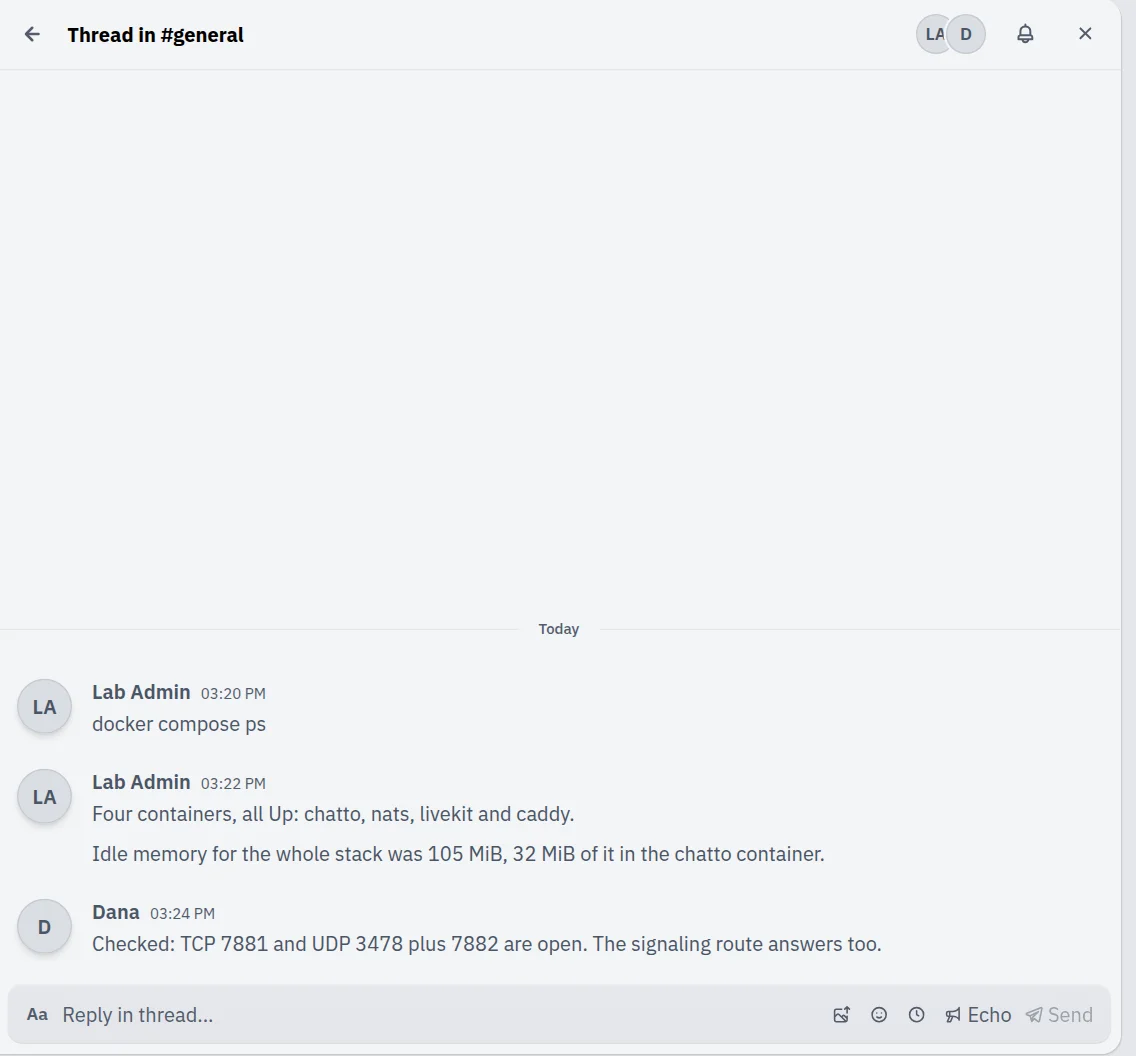 Thread in #general
LA
D
Today
LA
Lab Admin 03:20 PM
docker compose ps
LA
Lab Admin 03:22 PM
Four containers, all Up: chatto, nats, livekit and caddy.
Idle memory for the whole stack was 105 MiB, 32 MiB of it in the chatto container.
D
Dana 03:24 PM
Checked: TCP 7881 and UDP 3478 plus 7882 are open. The signaling route answers too.
Aa Reply in thread... Echo Send